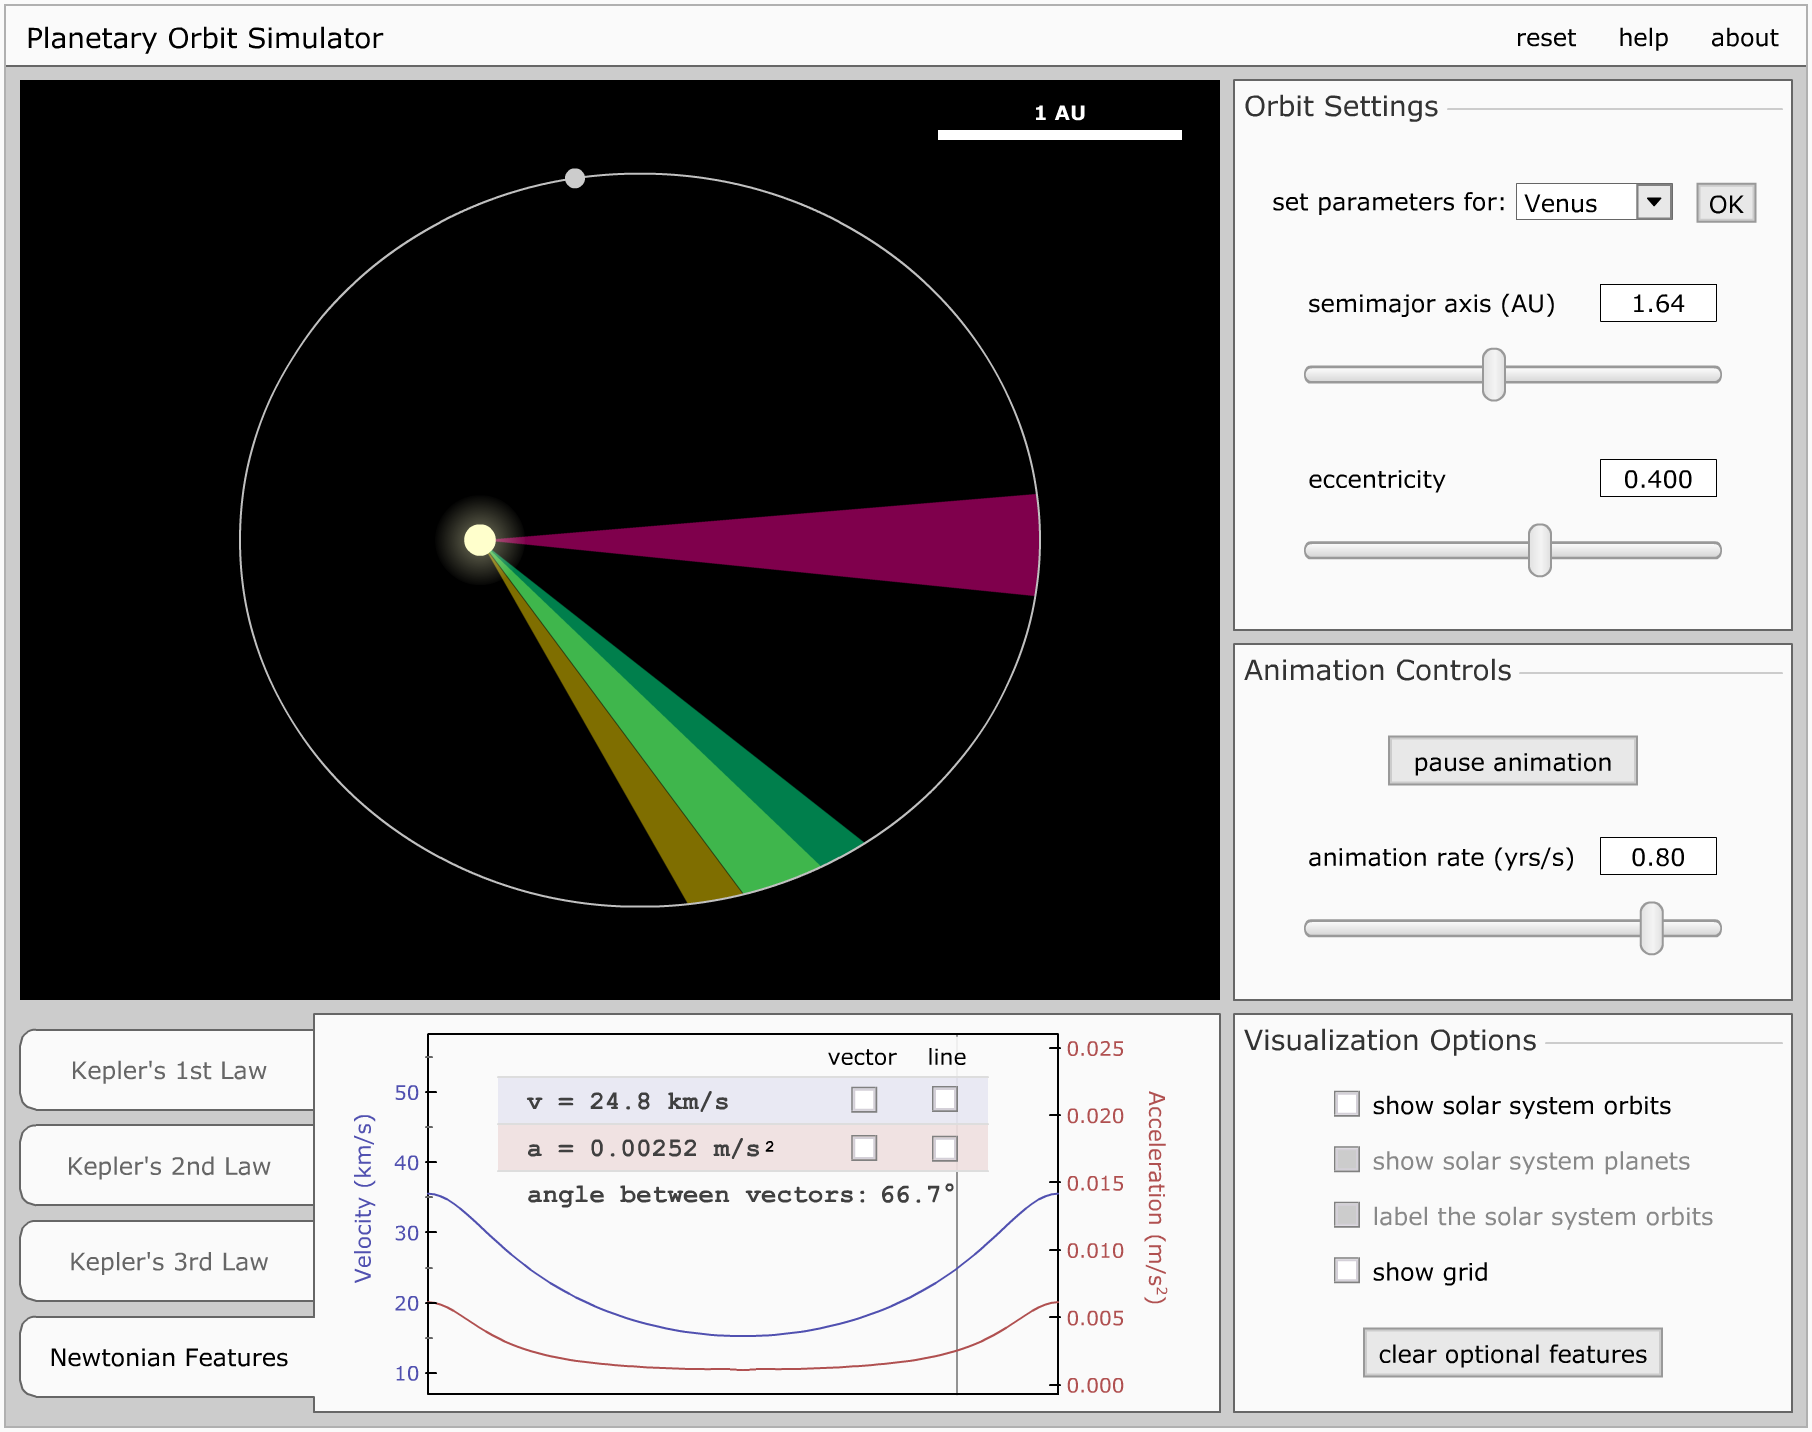 Planetary Orbit Simulator
reset help about
1 AU
Orbit Settings
set parameters for: Venus OK
semimajor axis (AU) 1.64
eccentricity 0.400
Animation Controls
pause animation
animation rate (yrs/s) 0.80
Kepler's 1st Law
Kepler's 2nd Law
Kepler's 3rd Law
Newtonian Features
Velocity (km/s)
50
40
30
20
10
vector line
v = 24.8 km/s
a = 0.00252 m/s²
angle between vectors: 66.7°
0.025
0.020
0.015
0.010
0.005
0.000
Acceleration (m/s²)
Visualization Options
show solar system orbits
show solar system planets
label the solar system orbits
show grid
clear optional features